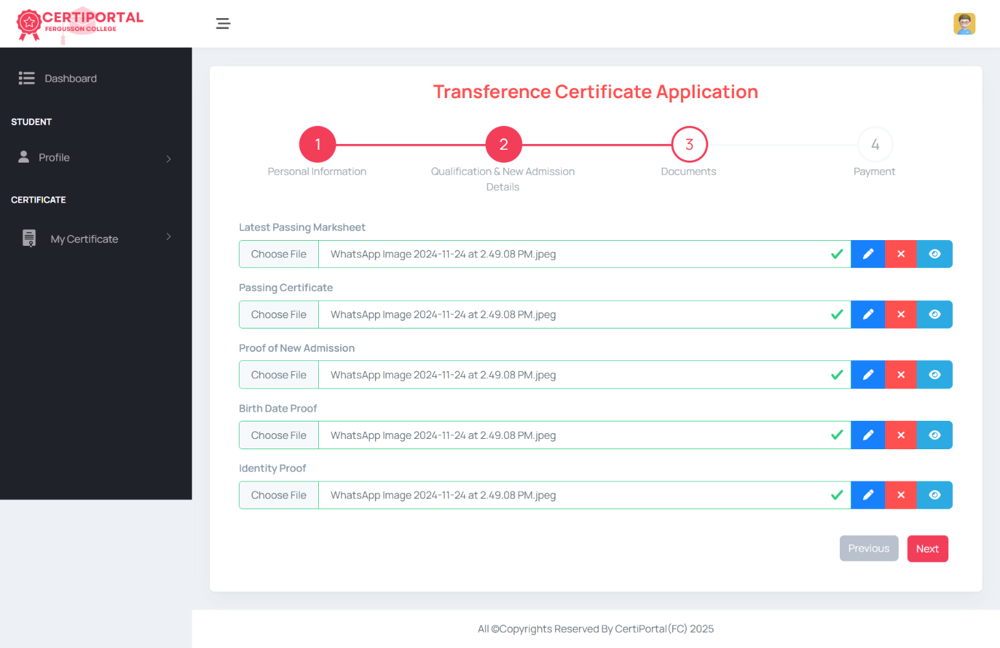 CERTIPORTAL
FERGUSSON COLLEGE
Dashboard
STUDENT
Profile
CERTIFICATE
My Certificate
Transference Certificate Application
1
2
3
4
Personal Information
Qualification & New Admission
Details
Documents
Payment
Latest Passing Marksheet
Choose File WhatsApp Image 2024-11-24 at 2.49.08 PM.jpeg
Passing Certificate
Choose File WhatsApp Image 2024-11-24 at 2.49.08 PM.jpeg
Proof of New Admission
Choose File WhatsApp Image 2024-11-24 at 2.49.08 PM.jpeg
Birth Date Proof
Choose File WhatsApp Image 2024-11-24 at 2.49.08 PM.jpeg
Identity Proof
Choose File WhatsApp Image 2024-11-24 at 2.49.08 PM.jpeg
Previous Next
All ©Copyrights Reserved By CertiPortal(FC) 2025